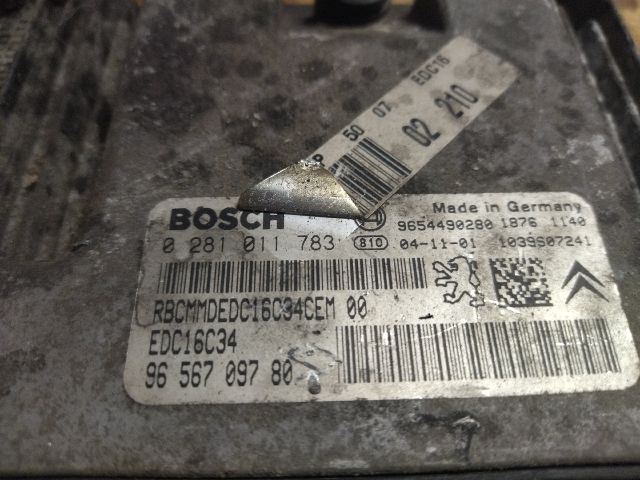 50 07 EDC16
02 210
BOSCH Made in Germany
0 281 011 783 810 9654490280 1876 1140
04-11-01 1039S07241
RBCMMDEDC16C34CEM 00
EDC16C34
96 567 097 80